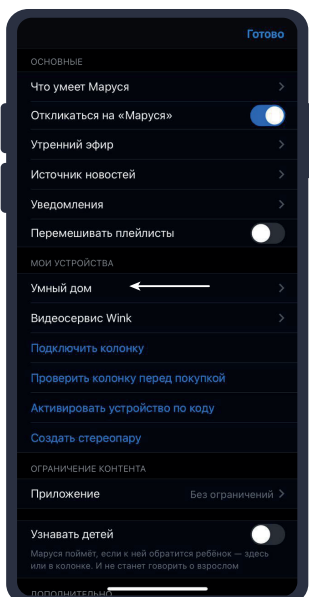 Готово
ОСНОВНЫЕ
Что умеет Маруся
Откликаться на «Маруся»
Утренний эфир
Источник новостей
Уведомления
Перемешивать плейлисты
МОИ УСТРОЙСТВА
Умный дом
Видеосервис Wink
Подключить колонку
Проверить колонку перед покупкой
Активировать устройство по коду
Создать стереопару
ОГРАНИЧЕНИЕ КОНТЕНТА
Приложение Без ограничений
Узнавать детей
Маруся поймёт, если к ней обратится ребёнок — здесь
или в колонке. И не станет говорить о взрослом
ДОПОЛНИТЕЛЬНО